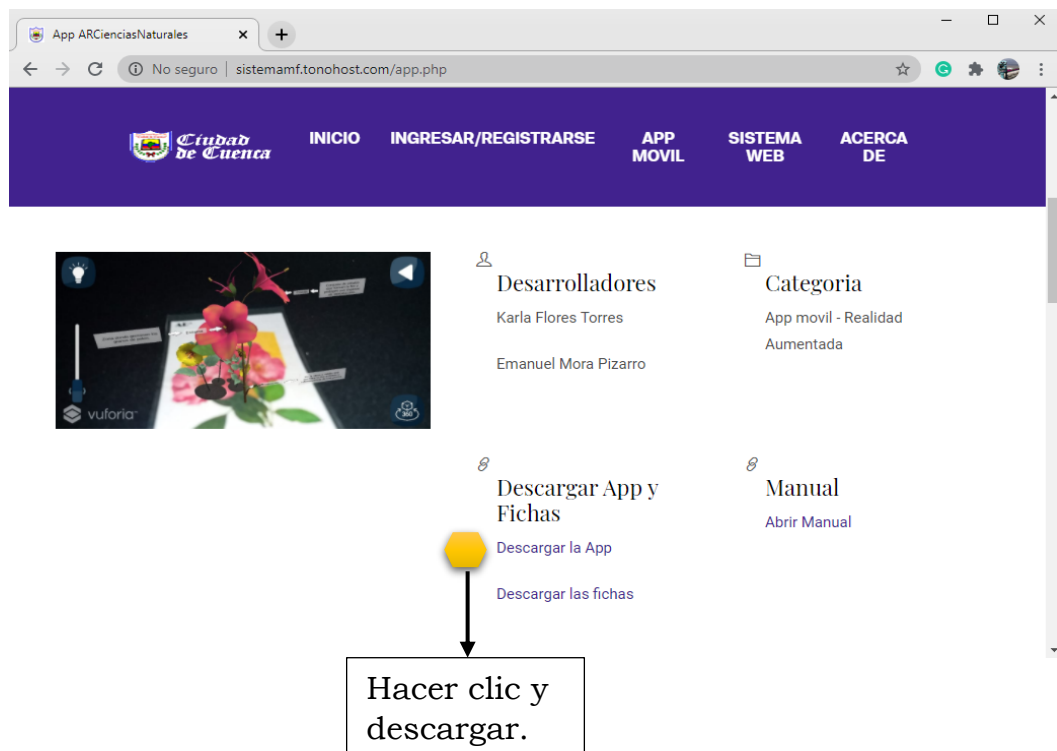 App ARCienciasNaturales
No seguro | sistemamf.tonohost.com/app.php
Ciudad
de Cuenca
INICIO
INGRESAR/REGISTRARSE
APP
MOVIL
SISTEMA
WEB
ACERCA
DE
vuforia
360
Desarrolladores
Karla Flores Torres
Emanuel Mora Pizarro
Categoria
App movil - Realidad
Aumentada
Descargar App y
Fichas
Descargar la App
Descargar las fichas
Manual
Abrir Manual
Hacer clic y
descargar.